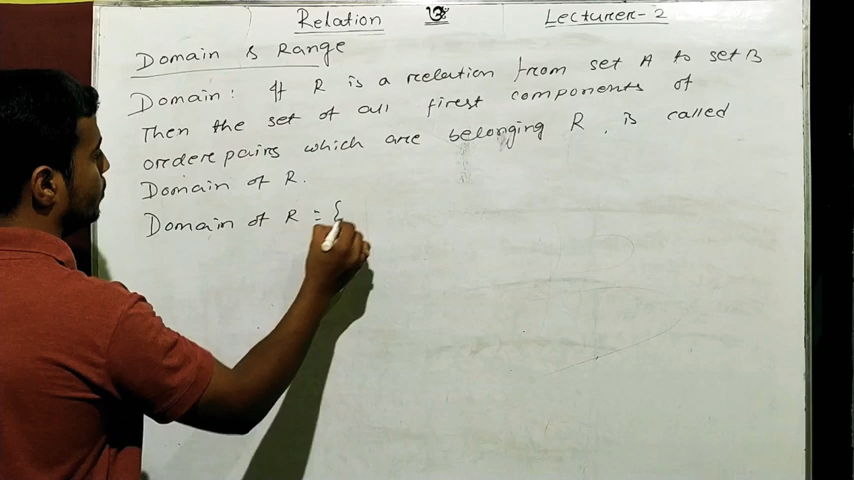 Relation ॐ Lecturer-2
Domain & Range
Domain: If R is a reelation from set A to set B
Then the set of all first components of
ordere pairs which are belonging R, is called
Domain of R.
Domain of R = {